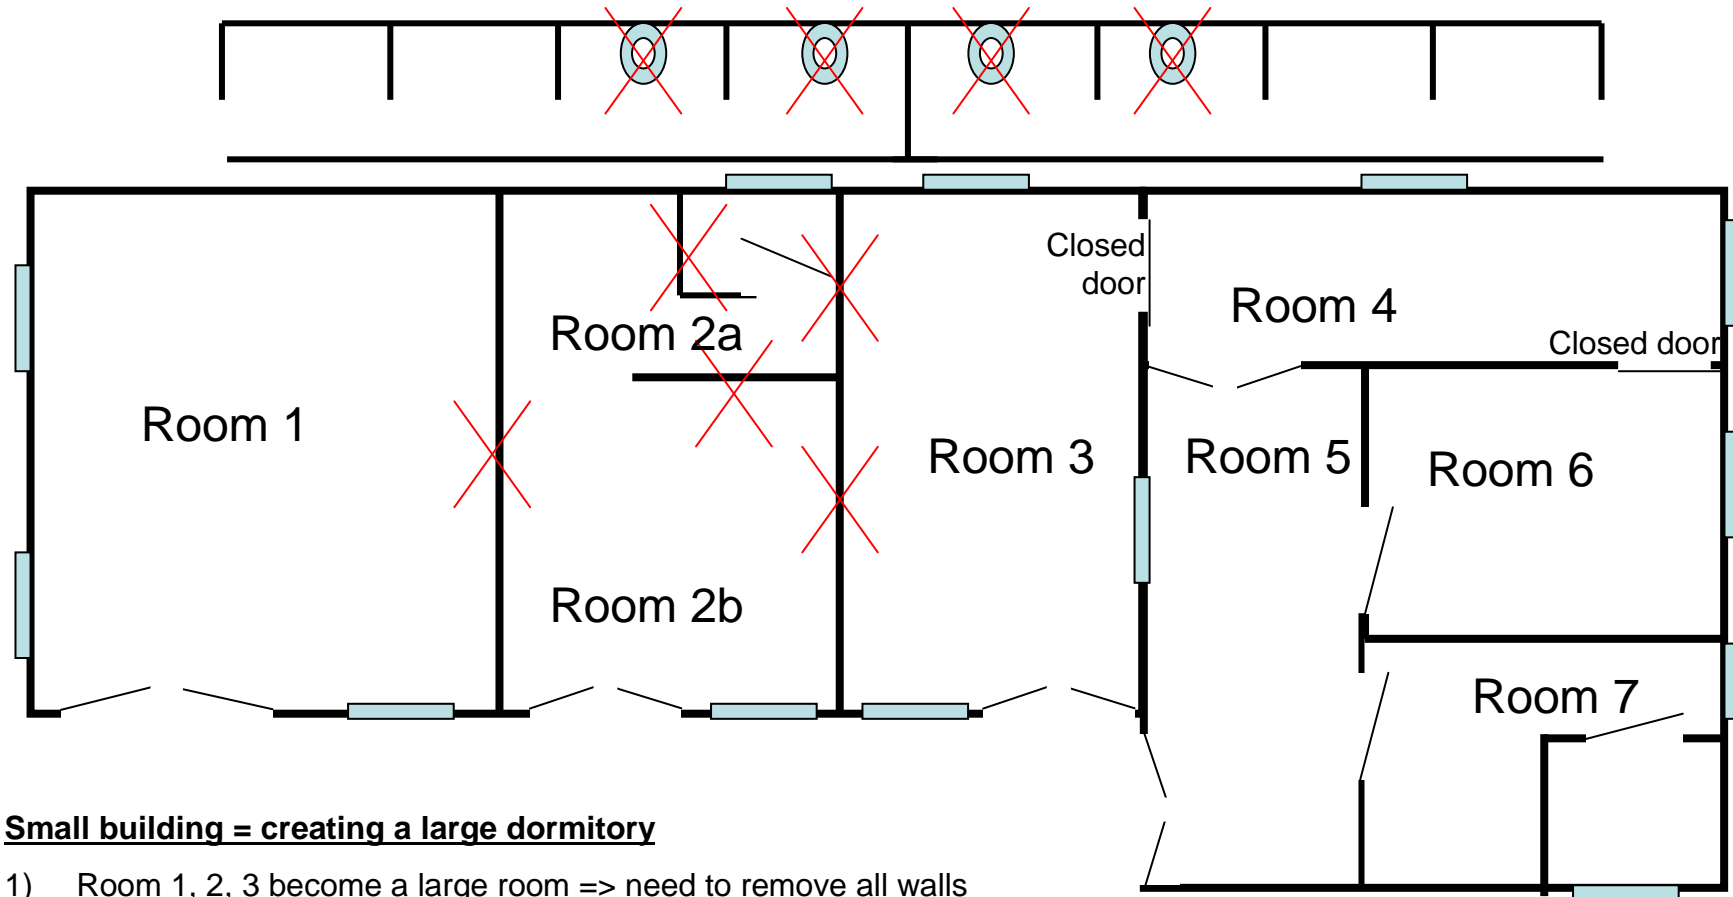 Closed
door
Room 4
Room 2a
Closed door
Room 1
Room 3
Room 5
Room 6
Room 2b
Room 7
Small building = creating a large dormitory
1) Room 1, 2, 3 become a large room => need to remove all walls